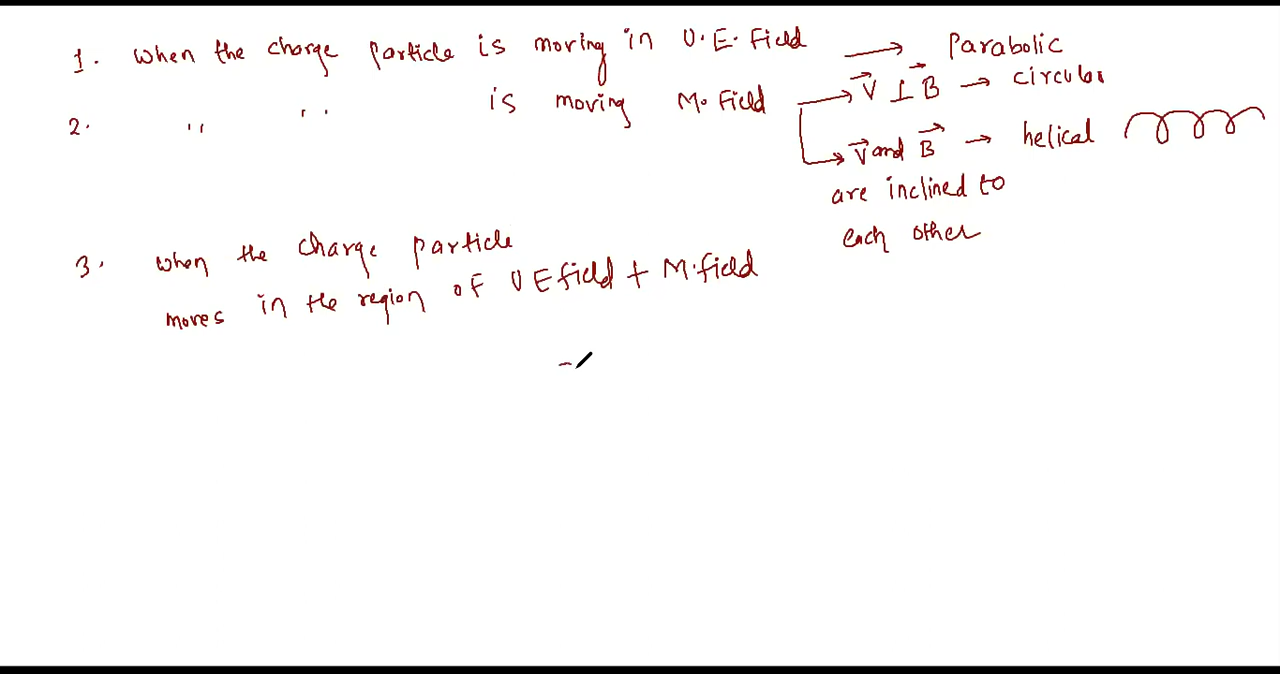 1. When the charge particle is moving in U.E. Field → Parabolic
2. " " is moving M. Field → V⃗ ⊥ B⃗ → circular
→ V⃗ and B⃗ → helical
are inclined to
each other
3. When the charge particle
moves in the region of U E field + M. field